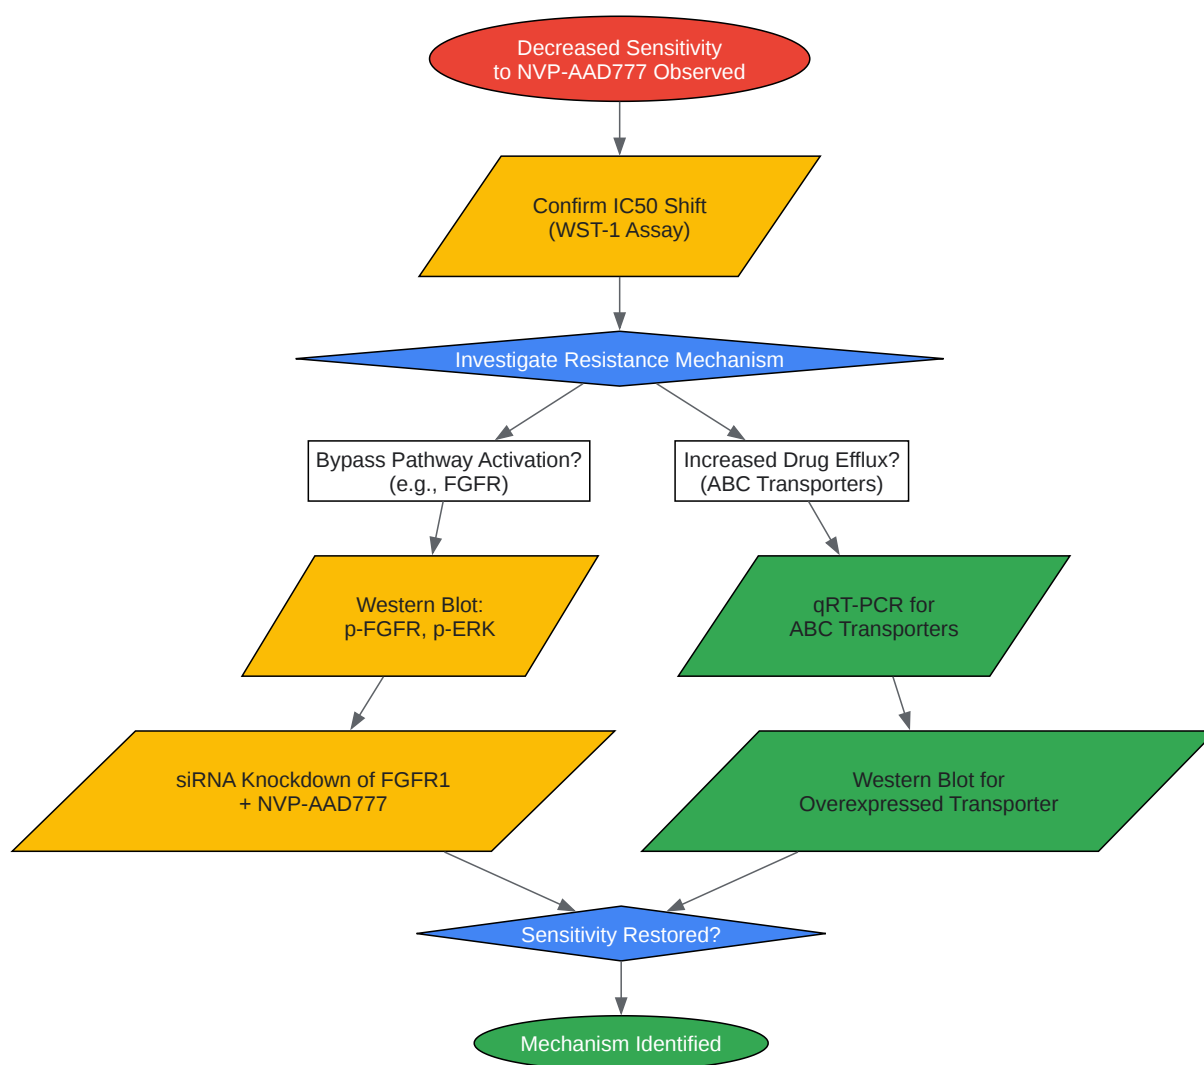 Decreased Sensitivity
to NVP-AAD777 Observed
Confirm IC50 Shift
(WST-1 Assay)
Investigate Resistance Mechanism
Bypass Pathway Activation?
(e.g., FGFR)
Increased Drug Efflux?
(ABC Transporters)
Western Blot:
p-FGFR, p-ERK
qRT-PCR for
ABC Transporters
siRNA Knockdown of FGFR1
+ NVP-AAD777
Western Blot for
Overexpressed Transporter
Sensitivity Restored?
Mechanism Identified